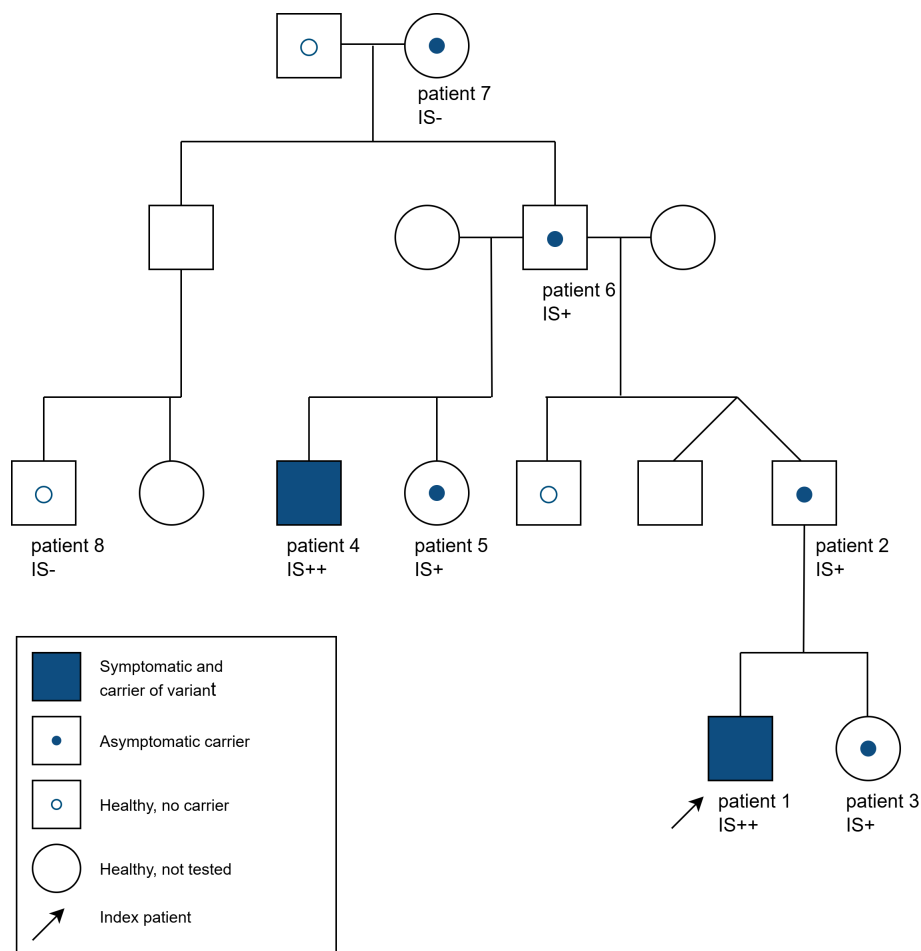 patient 7
IS-
patient 6
IS+
patient 8
IS-
patient 4
IS++
patient 5
IS+
patient 2
IS+
Symptomatic and
carrier of variant
Asymptomatic carrier
Healthy, no carrier
Healthy, not tested
Index patient
patient 1
IS++
patient 3
IS+